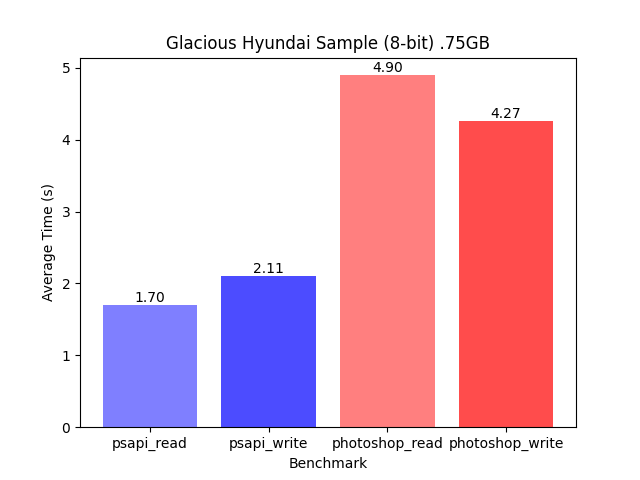 Glacious Hyundai Sample (8-bit) .75GB
5
4
3
2
1
0
Average Time (s)
1.70
2.11
4.90
4.27
psapi_read
psapi_write
photoshop_read
photoshop_write
Benchmark